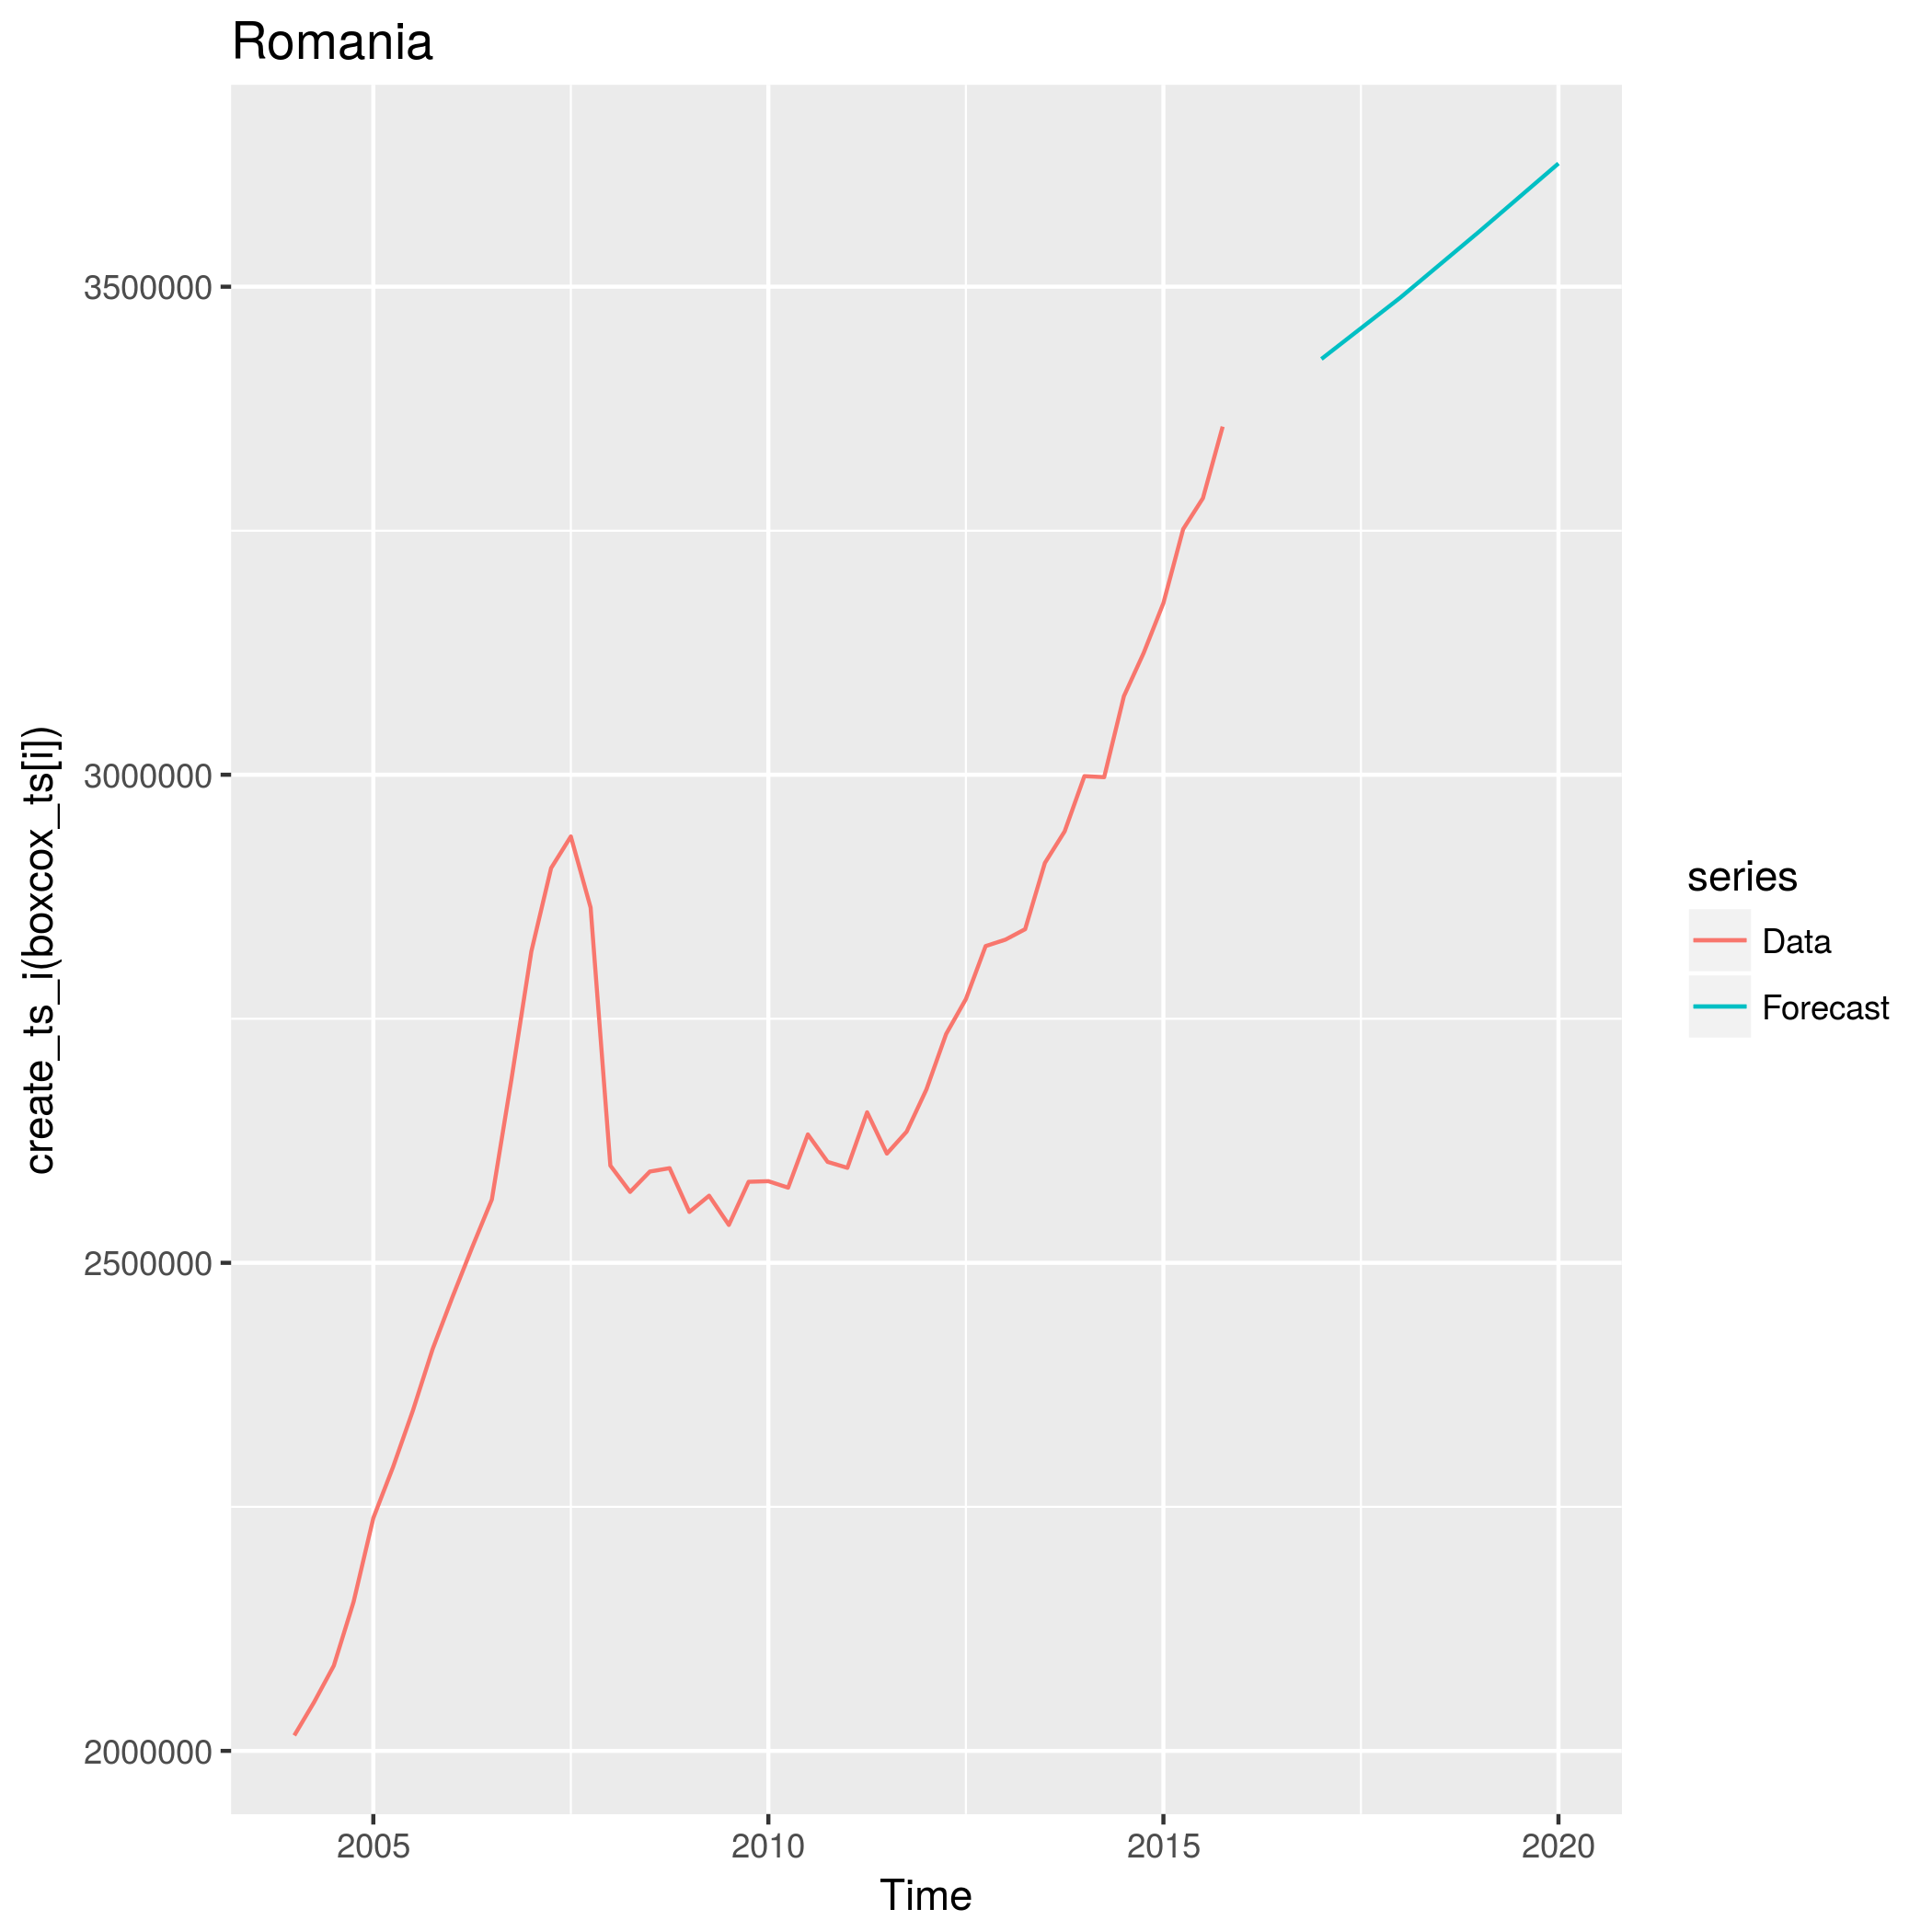 Romania
create_ts_i(boxcox_ts[i])
3500000
3000000
2500000
2000000
2005
2010
2015
2020
Time
series
Data
Forecast